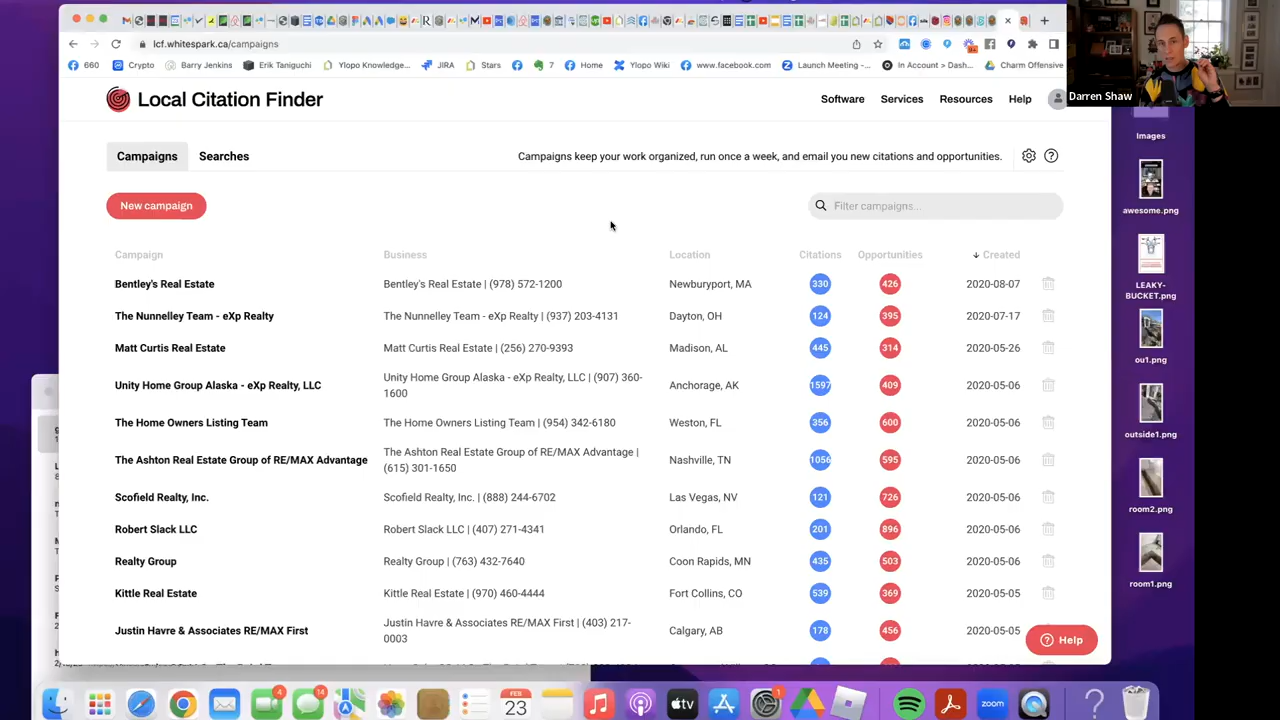 lcf.whitespark.ca/campaigns
660
Crypto
Barry Jenkins
Erik Taniguchi
Ylopo Knowledge...
JIRA
Stars
7
Home
Ylopo Wiki
www.facebook.com
Launch Meeting -...
In Account > Dash...
Charm Offensive
Darren Shaw
Local Citation Finder
Software
Services
Resources
Help
Images
Campaigns
Searches
Campaigns keep your work organized, run once a week, and email you new citations and opportunities.
New campaign
Filter campaigns...
awesome.png
Campaign Business Location Citations Opportunities Created
Bentley's Real Estate Bentley's Real Estate | (978) 572-1200 Newburyport, MA 330 426 2020-08-07
LEAKY-
BUCKET.png
The Nunnelley Team - eXp Realty The Nunnelley Team - eXp Realty | (937) 203-4131 Dayton, OH 124 395 2020-07-17
Matt Curtis Real Estate Matt Curtis Real Estate | (256) 270-9393 Madison, AL 445 314 2020-05-26
ou1.png
Unity Home Group Alaska - eXp Realty, LLC Unity Home Group Alaska - eXp Realty, LLC | (907) 360-
1600 Anchorage, AK 1597 409 2020-05-06
The Home Owners Listing Team The Home Owners Listing Team | (954) 342-6180 Weston, FL 356 600 2020-05-06
outside1.png
The Ashton Real Estate Group of RE/MAX Advantage The Ashton Real Estate Group of RE/MAX Advantage |
(615) 301-1650 Nashville, TN 1056 595 2020-05-06
Scofield Realty, Inc. Scofield Realty, Inc. | (888) 244-6702 Las Vegas, NV 121 726 2020-05-06
room2.png
Robert Slack LLC Robert Slack LLC | (407) 271-4341 Orlando, FL 201 896 2020-05-06
Realty Group Realty Group | (763) 432-7640 Coon Rapids, MN 435 503 2020-05-06
room1.png
Kittle Real Estate Kittle Real Estate | (970) 460-4444 Fort Collins, CO 539 369 2020-05-05
Justin Havre & Associates RE/MAX First Justin Havre & Associates RE/MAX First | (403) 217-
0003 Calgary, AB 178 456 2020-05-05
Help
4
14
FEB
23
tv
1
zoom